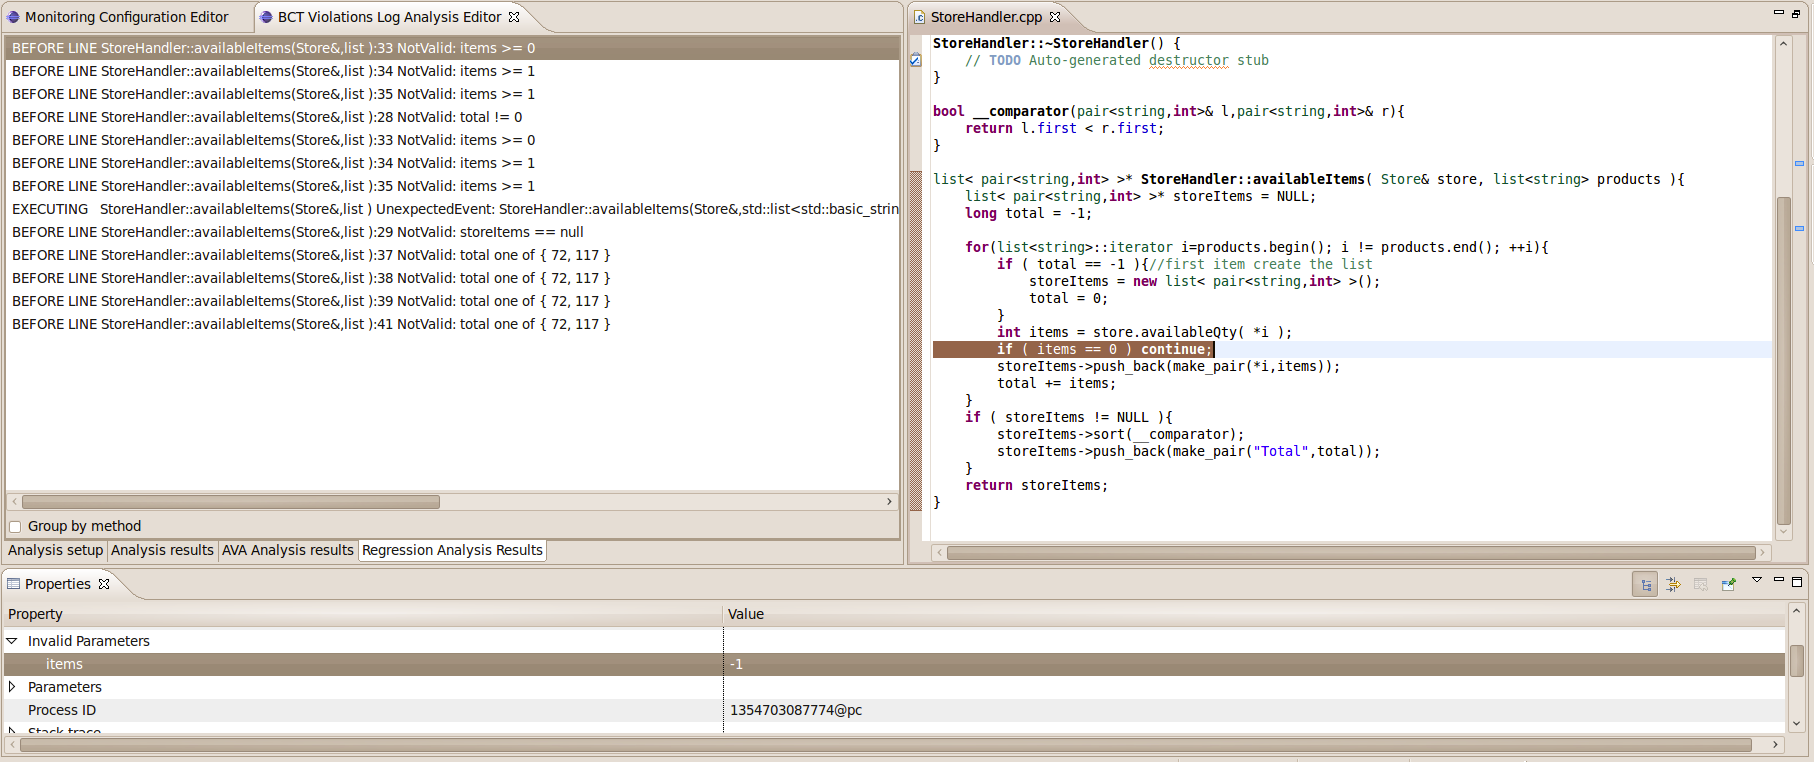 Monitoring Configuration Editor
BCT Violations Log Analysis Editor
BEFORE LINE StoreHandler::availableItems(Store&,list ):33 NotValid: items >= 0
BEFORE LINE StoreHandler::availableItems(Store&,list ):34 NotValid: items >= 1
BEFORE LINE StoreHandler::availableItems(Store&,list ):35 NotValid: items >= 1
BEFORE LINE StoreHandler::availableItems(Store&,list ):28 NotValid: total != 0
BEFORE LINE StoreHandler::availableItems(Store&,list ):33 NotValid: items >= 0
BEFORE LINE StoreHandler::availableItems(Store&,list ):34 NotValid: items >= 1
BEFORE LINE StoreHandler::availableItems(Store&,list ):35 NotValid: items >= 1
EXECUTING   StoreHandler::availableItems(Store&,list ) UnexpectedEvent: StoreHandler::availableItems(Store&,std::list<std::basic_strin
BEFORE LINE StoreHandler::availableItems(Store&,list ):29 NotValid: storeItems == null
BEFORE LINE StoreHandler::availableItems(Store&,list ):37 NotValid: total one of { 72, 117 }
BEFORE LINE StoreHandler::availableItems(Store&,list ):38 NotValid: total one of { 72, 117 }
BEFORE LINE StoreHandler::availableItems(Store&,list ):39 NotValid: total one of { 72, 117 }
BEFORE LINE StoreHandler::availableItems(Store&,list ):41 NotValid: total one of { 72, 117 }
Group by method
Analysis setup
Analysis results
AVA Analysis results
Regression Analysis Results
StoreHandler.cpp
StoreHandler::~StoreHandler() {
    // TODO Auto-generated destructor stub
}
bool __comparator(pair<string,int>& l,pair<string,int>& r){
    return l.first < r.first;
}
list< pair<string,int> >* StoreHandler::availableItems( Store& store, list<string> products ){
    list< pair<string,int> >* storeItems = NULL;
    long total = -1;
    for(list<string>::iterator i=products.begin(); i != products.end(); ++i){
        if ( total == -1 ){//first item create the list
            storeItems = new list< pair<string,int> >();
            total = 0;
        }
        int items = store.availableQty( *i );
        if ( items == 0 ) continue;
        storeItems->push_back(make_pair(*i,items));
        total += items;
    }
    if ( storeItems != NULL ){
        storeItems->sort(__comparator);
        storeItems->push_back(make_pair("Total",total));
    }
    return storeItems;
}
Properties
Property
Value
Invalid Parameters
items
-1
Parameters
Process ID
1354703087774@pc
Stack trace